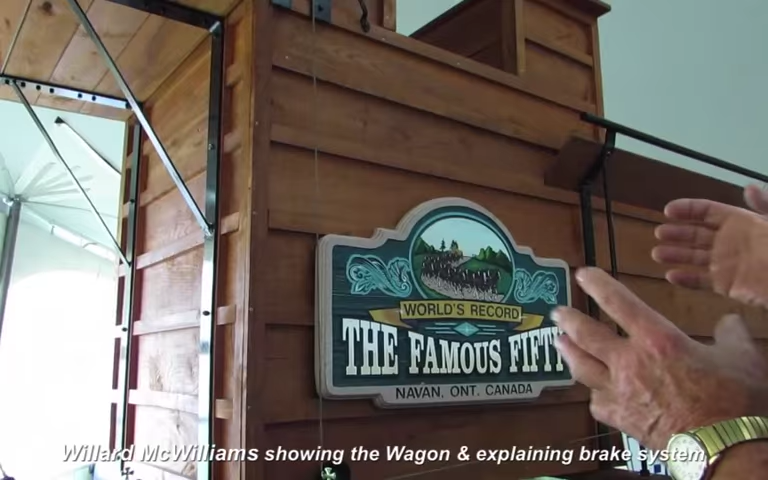 WORLD'S RECORD
THE FAMOUS FIFTY
NAVAN, ONT. CANADA
Willard McWilliams showing the Wagon & explaining brake system